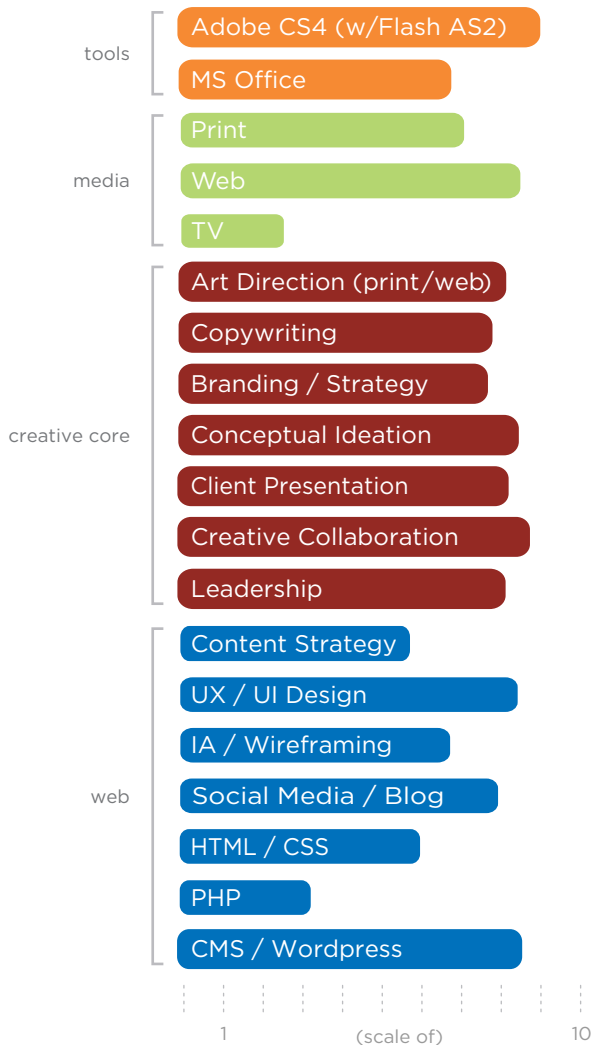 tools
Adobe CS4 (w/Flash AS2)
MS Office
media
Print
Web
TV
creative core
Art Direction (print/web)
Copywriting
Branding / Strategy
Conceptual Ideation
Client Presentation
Creative Collaboration
Leadership
web
Content Strategy
UX / UI Design
IA / Wireframing
Social Media / Blog
HTML / CSS
PHP
CMS / Wordpress
1 (scale of) 10